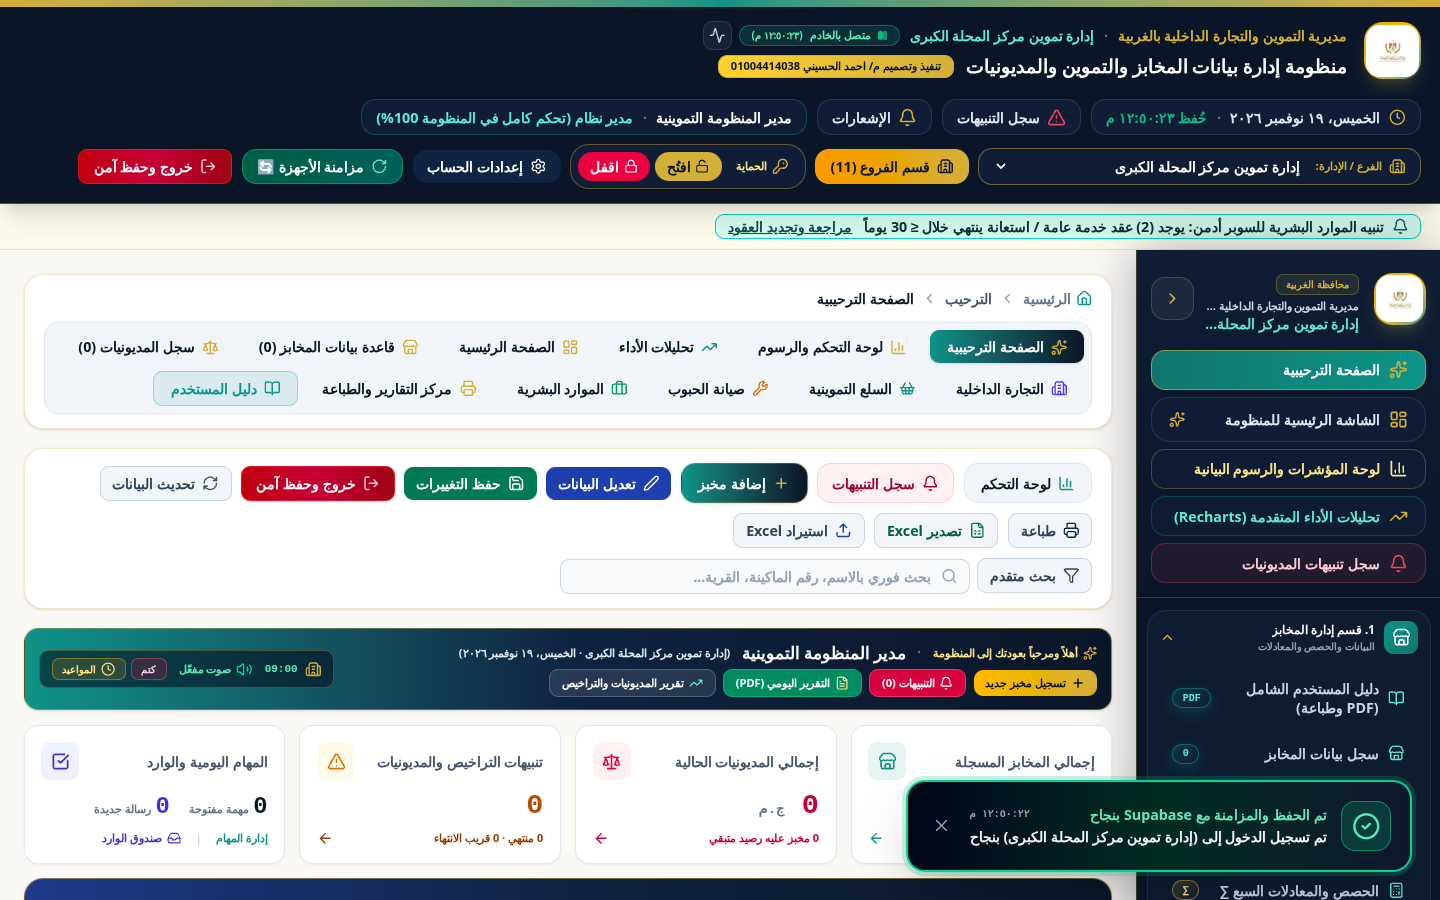 مديرية التموين والتجارة الداخلية بالغربية · إدارة تموين مركز المحلة الكبرى متصل بالخادم (١٢:٥٠:٢٣ م)
منظومة إدارة بيانات المخابز والتموين والمديونيات تنفيذ وتصميم م/ احمد الحسيني 01004414038
الخميس، ١٩ نوفمبر ٢٠٢٦ · حُفظ ١٢:٥٠:٢٣ م سجل التنبيهات الإشعارات مدير المنظومة التموينية · مدير نظام (تحكم كامل في المنظومة 100%)
الفرع / الإدارة: إدارة تموين مركز المحلة الكبرى قسم الفروع (11) الحماية افتُح اقفل إعدادات الحساب مزامنة الأجهزة 🔄 خروج وحفظ آمن
تنبيه الموارد البشرية للسوبر أدمن: يوجد (2) عقد خدمة عامة / استعانة ينتهي خلال ≤ 30 يوماً مراجعة وتجديد العقود
محافظة الغربية
مديرية التموين والتجارة الداخلية ...
إدارة تموين مركز المحلة...
الصفحة الترحيبية
الشاشة الرئيسية للمنظومة
لوحة المؤشرات والرسوم البيانية
تحليلات الأداء المتقدمة (Recharts)
سجل تنبيهات المديونيات
1. قسم إدارة المخابز
البيانات والحصص والمعادلات
دليل المستخدم الشامل
(PDF وطباعة)
PDF
سجل بيانات المخابز 0
الحصص والمعادلات السبع ∑ ∑
الرئيسية الترحيب الصفحة الترحيبية
الصفحة الترحيبية لوحة التحكم والرسوم تحليلات الأداء الصفحة الرئيسية قاعدة بيانات المخابز (0) سجل المديونيات (0)
التجارة الداخلية السلع التموينية صيانة الحبوب الموارد البشرية مركز التقارير والطباعة دليل المستخدم
لوحة التحكم سجل التنبيهات إضافة مخبز تعديل البيانات حفظ التغييرات خروج وحفظ آمن تحديث البيانات
طباعة تصدير Excel استيراد Excel
بحث متقدم بحث فوري بالاسم، رقم الماكينة، القرية...
أهلاً ومرحباً بعودتك إلى المنظومة · مدير المنظومة التموينية (إدارة تموين مركز المحلة الكبرى · الخميس، ١٩ نوفمبر ٢٠٢٦)
تسجيل مخبز جديد التنبيهات (0) التقرير اليومي (PDF) تقرير المديونيات والتراخيص
09:00 صوت مفعّل كتم المواعيد
إجمالي المخابز المسجلة
إجمالي المديونيات الحالية
0 ج.م
0 مخبز عليه رصيد متبقي
تنبيهات التراخيص والمديونيات
0
0 منتهي · 0 قريب الانتهاء
المهام اليومية والوارد
0 مهمة مفتوحة 0 رسالة جديدة
إدارة المهام | صندوق الوارد
تم الحفظ والمزامنة مع Supabase بنجاح ١٢:٥٠:٢٢ م
تم تسجيل الدخول إلى (إدارة تموين مركز المحلة الكبرى) بنجاح